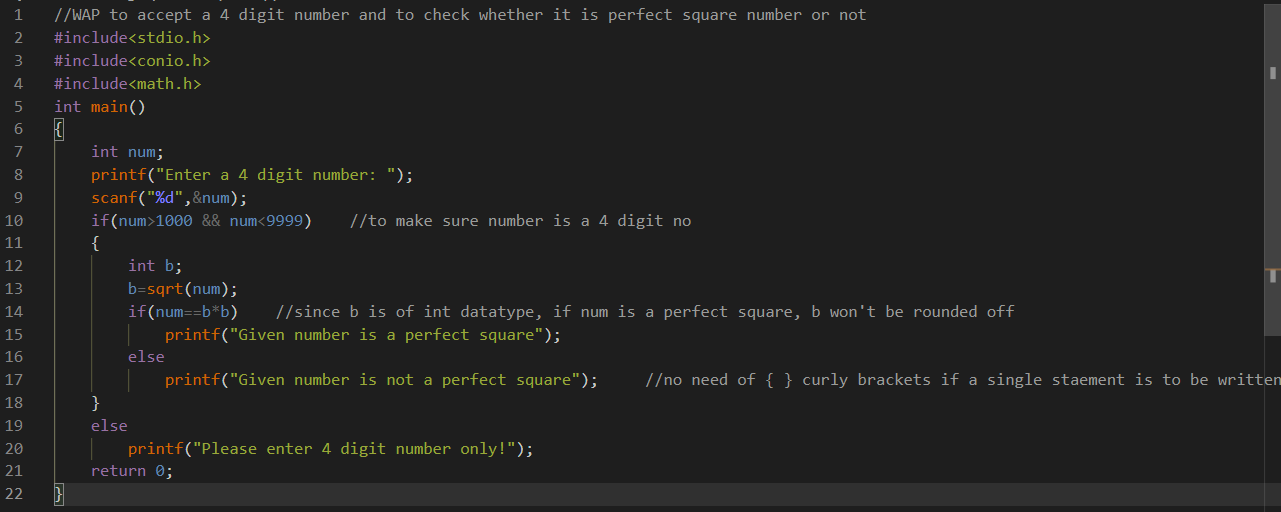 1 //WAP to accept a 4 digit number and to check whether it is perfect square number or not
2 #include<stdio.h>
3 #include<conio.h>
4 #include<math.h>
5 int main()
6 {
7     int num;
8     printf("Enter a 4 digit number: ");
9     scanf("%d",&num);
10     if(num>1000 && num<9999)    //to make sure number is a 4 digit no
11     {
12         int b;
13         b=sqrt(num);
14         if(num==b*b)    //since b is of int datatype, if num is a perfect square, b won't be rounded off
15             printf("Given number is a perfect square");
16         else
17             printf("Given number is not a perfect square");     //no need of { } curly brackets if a single staement is to be written
18     }
19     else
20         printf("Please enter 4 digit number only!");
21     return 0;
22 }